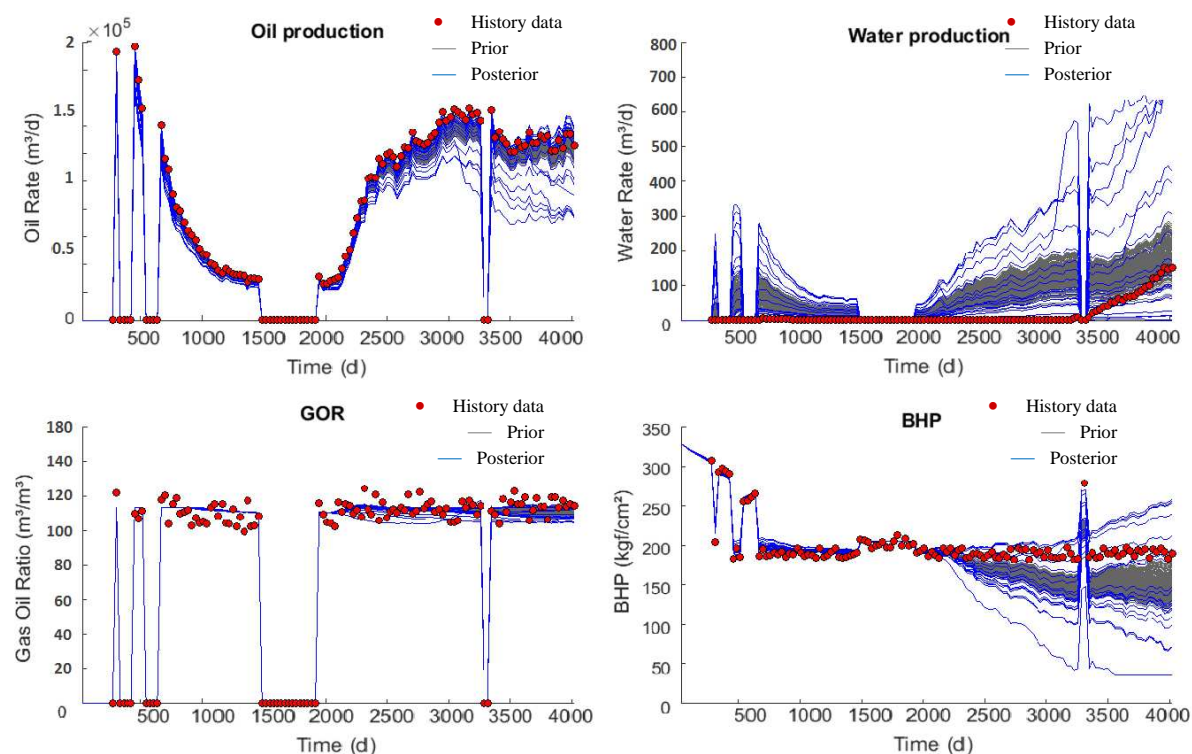 ×10⁵
Oil production
History data
Prior
Posterior
2
1.5
1
0.5
0
Oil Rate (m³/d)
500 1000 1500 2000 2500 3000 3500 4000
Time (d)
Water production
History data
Prior
Posterior
800
700
600
500
400
300
200
100
0
Water Rate (m³/d)
500 1000 1500 2000 2500 3000 3500 4000
Time (d)
GOR
History data
Prior
Posterior
180
160
140
120
100
80
60
40
20
0
Gas Oil Ratio (m³/m³)
500 1000 1500 2000 2500 3000 3500 4000
Time (d)
BHP
History data
Prior
Posterior
350
300
250
200
150
100
50
0
BHP (kgf/cm²)
500 1000 1500 2000 2500 3000 3500 4000
Time (d)